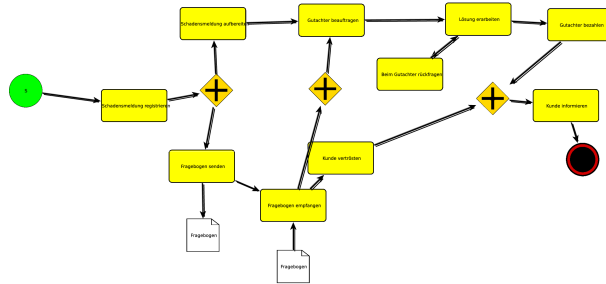 Schadensmeldung aufbereiten
Gutachter beauftragen
Lösung erarbeiten
Gutachter bezahlen
Beim Gutachter rückfragen
S
Schadensmeldung registrieren
Kunde informieren
Fragebogen senden
Kunde vertrösten
Fragebogen empfangen
Fragebogen
Fragebogen